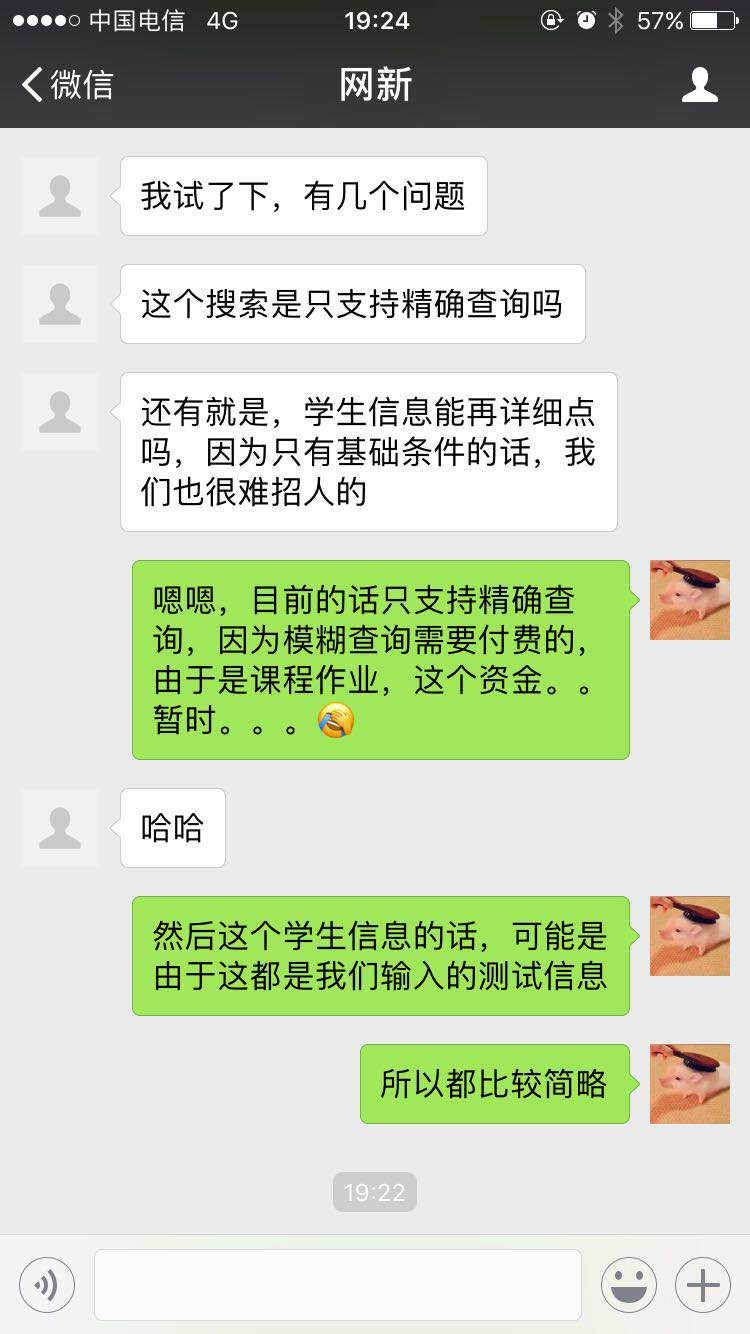 中国电信 4G 19:24 57%
微信 网新
我试了下，有几个问题
这个搜索是只支持精确查询吗
还有就是，学生信息能再详细点
吗，因为只有基础条件的话，我
们也很难招人的
嗯嗯，目前的话只支持精确查
询，因为模糊查询需要付费的，
由于是课程作业，这个资金。。
暂时。。。🤦
哈哈
然后这个学生信息的话，可能是
由于这都是我们输入的测试信息
所以都比较简略
19:22